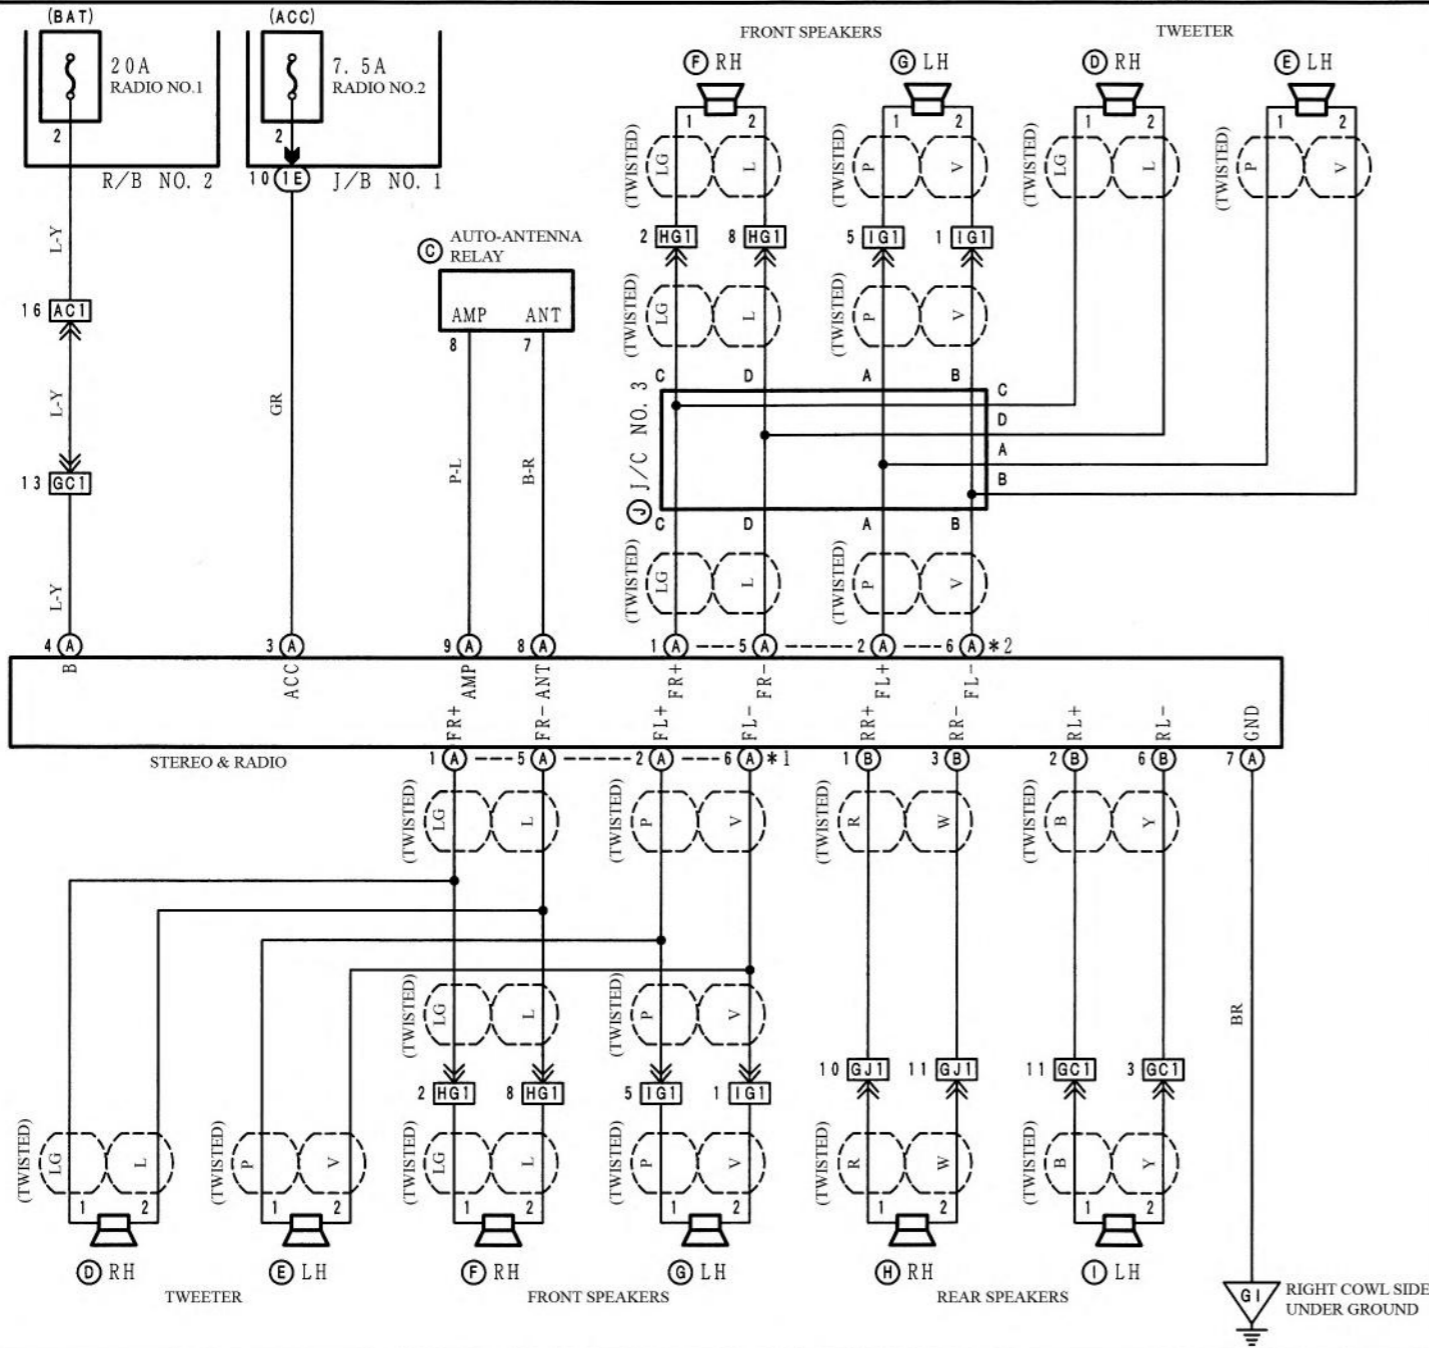 (BAT) (ACC)
FRONT SPEAKERS TWEETER
20A
RADIO NO.1
7.5A
RADIO NO.2
F RH G LH D RH E LH
2 2
1 2 1 2 1 2 1 2
R/B NO. 2
10 1E J/B NO. 1
(TWISTED) LG L (TWISTED) P V (TWISTED) LG L (TWISTED) P V
L-Y
C AUTO-ANTENNA
RELAY
2 HG1 8 HG1 5 IG1 1 IG1
16 AC1
AMP ANT
8 7
(TWISTED) LG L (TWISTED) P V
L-Y GR
C D A B
C
D
A
B
J J/C NO. 3
P-L B-R
13 GC1
C D A B
(TWISTED) LG L (TWISTED) P V
L-Y
4 A 3 A 9 A 8 A 1 A 5 A 2 A 6 A *2
B ACC AMP ANT FR+ FR- FL+ FL-
FR+ FR- FL+ FL- RR+ RR- RL+ RL- GND
STEREO & RADIO
1 A 5 A 2 A 6 A *1 1 B 3 B 2 B 6 B 7 A
(TWISTED) LG L (TWISTED) P V (TWISTED) R W (TWISTED) B Y
(TWISTED) LG L (TWISTED) P V
BR
10 GJ1 11 GJ1 11 GC1 3 GC1
2 HG1 8 HG1 5 IG1 1 IG1
(TWISTED) LG L (TWISTED) P V (TWISTED) LG L (TWISTED) P V (TWISTED) R W (TWISTED) B Y
1 2 1 2 1 2 1 2 1 2 1 2
D RH E LH F RH G LH H RH I LH
TWEETER FRONT SPEAKERS REAR SPEAKERS
GI RIGHT COWL SIDE
UNDER GROUND